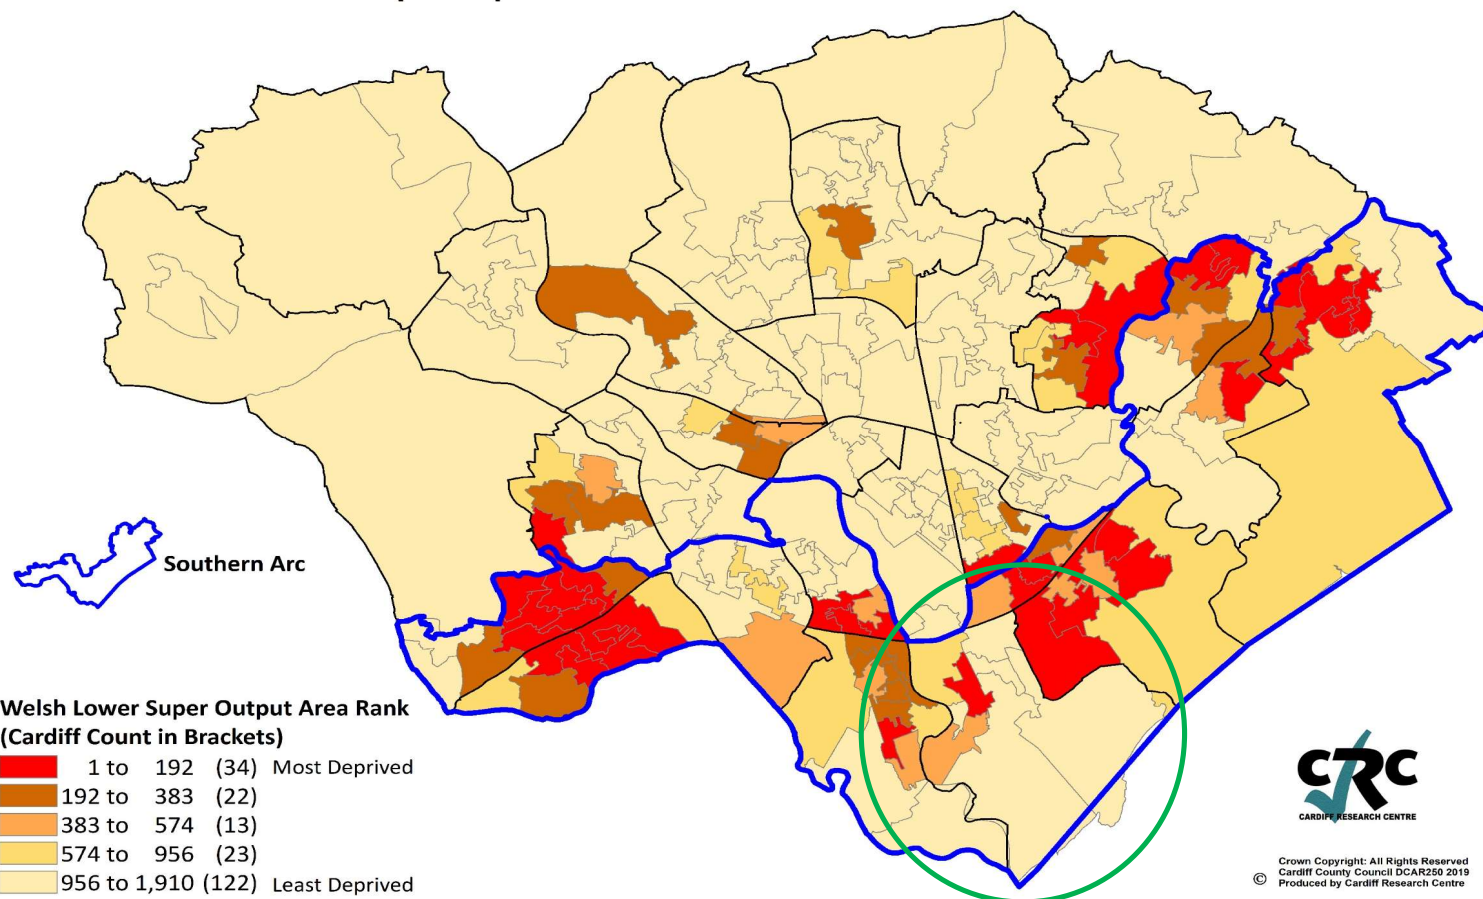 Southern Arc
Welsh Lower Super Output Area Rank
(Cardiff Count in Brackets)
1 to 192 (34) Most Deprived
192 to 383 (22)
383 to 574 (13)
574 to 956 (23)
956 to 1,910 (122) Least Deprived
CRC
CARDIFF RESEARCH CENTRE
Crown Copyright: All Rights Reserved
Cardiff County Council DCAR250 2019
© Produced by Cardiff Research Centre